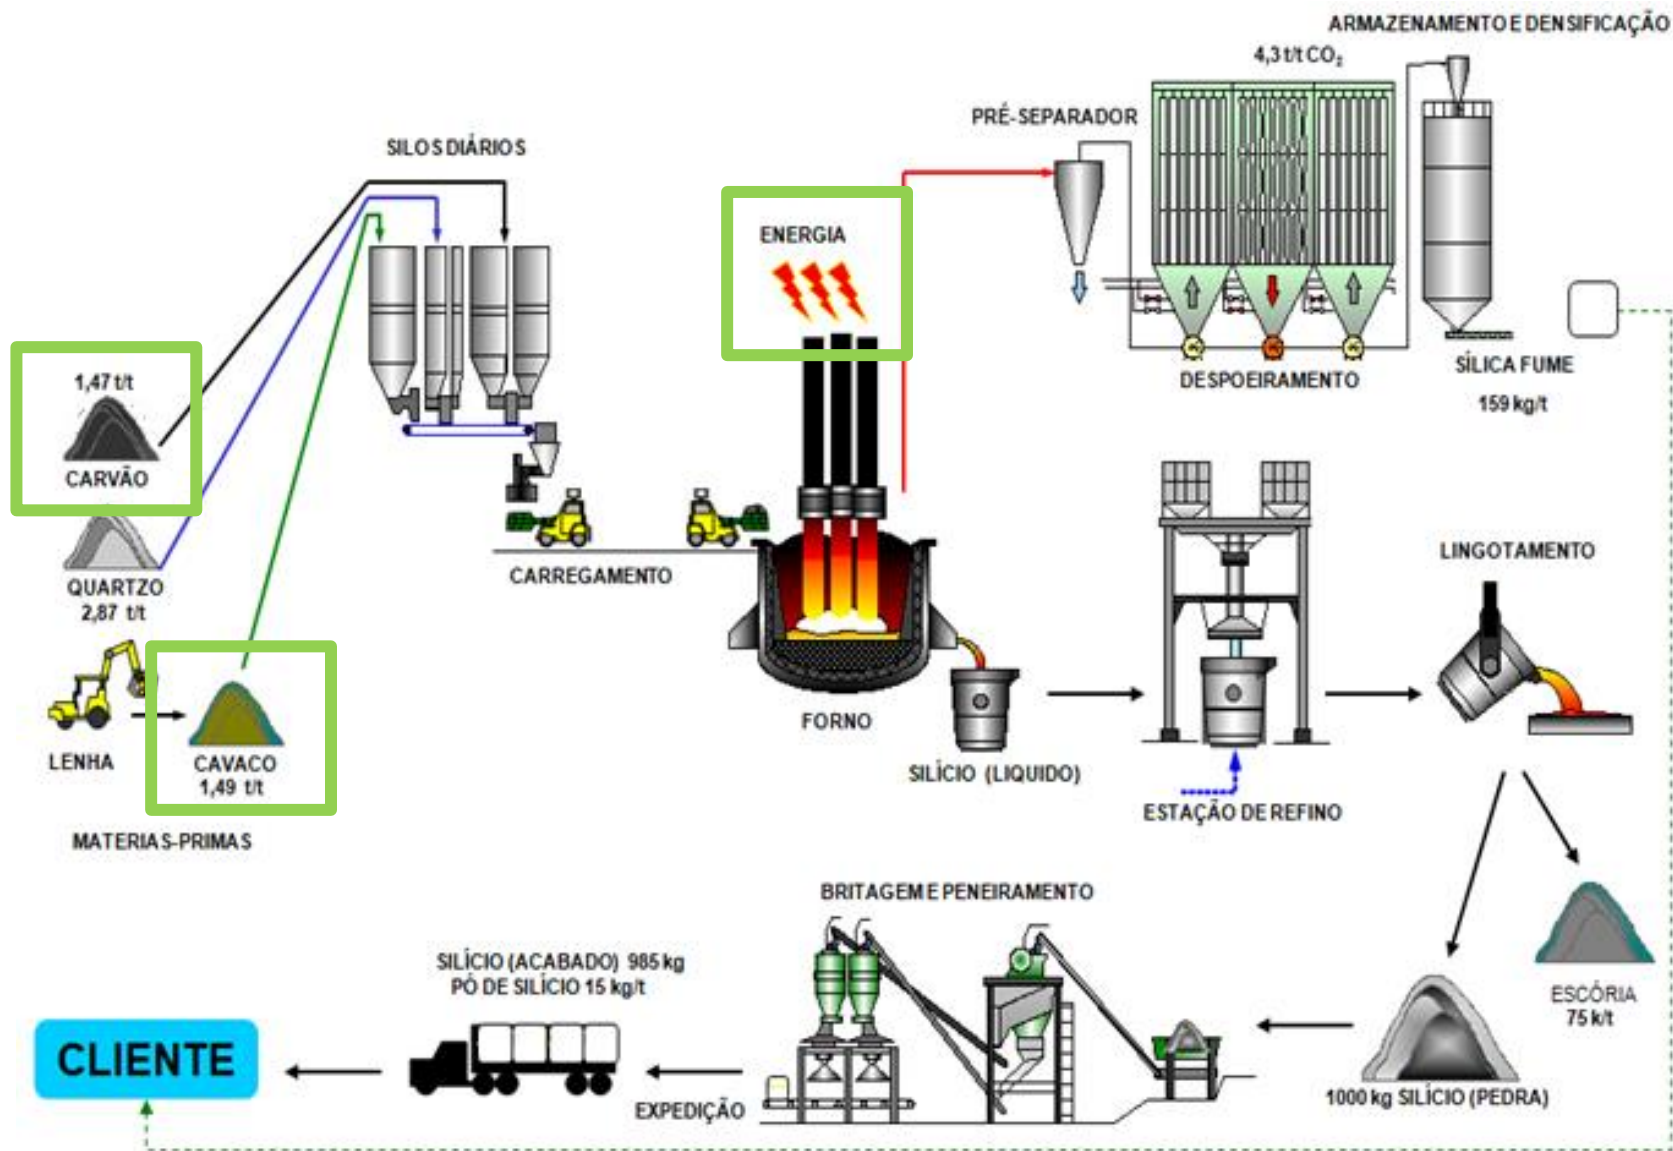 ARMAZENAMENTO E DENSIFICAÇÃO
4,3 t/t CO₂
PRÉ-SEPARADOR
SILOS DIÁRIOS
ENERGIA
1,47 t/t
CARVÃO
DESPOEIRAMENTO
SÍLICA FUME
159 kg/t
QUARTZO
2,87 t/t
CARREGAMENTO
LINGOTAMENTO
LENHA
CAVACO
1,49 t/t
FORNO
SILÍCIO (LIQUIDO)
ESTAÇÃO DE REFINO
MATERIAS-PRIMAS
BRITAGEM E PENEIRAMENTO
SILÍCIO (ACABADO) 985 kg
PÓ DE SILÍCIO 15 kg/t
ESCÓRIA
75 k/t
CLIENTE
EXPEDIÇÃO
1000 kg SILÍCIO (PEDRA)